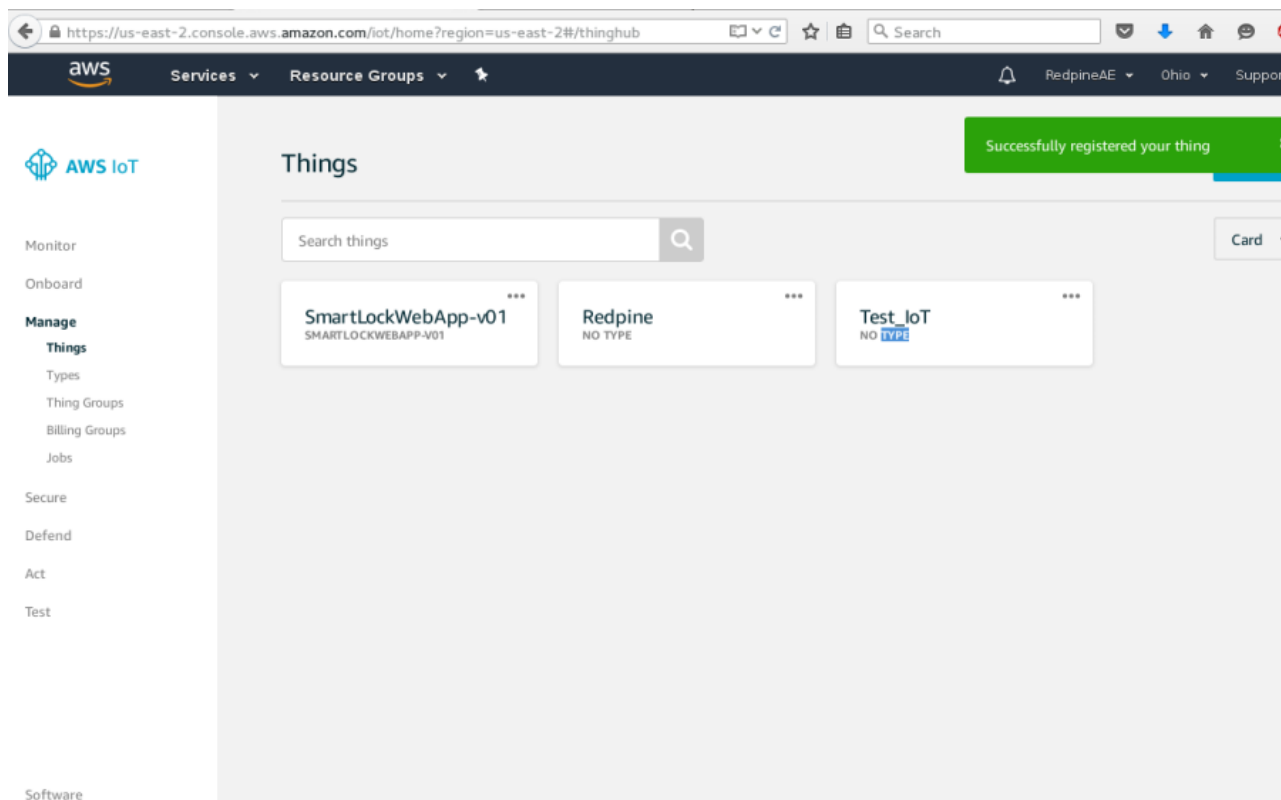 https://us-east-2.console.aws.amazon.com/iot/home?region=us-east-2#/thinghub
Search
aws
Services
Resource Groups
RedpineAE
Ohio
Suppor
AWS IoT
Things
Successfully registered your thing
Search things
Card
Monitor
Onboard
Manage
Things
Types
Thing Groups
Billing Groups
Jobs
Secure
Defend
Act
Test
Software
SmartLockWebApp-v01
SMARTLOCKWEBAPP-V01
Redpine
NO TYPE
Test_IoT
NO TYPE